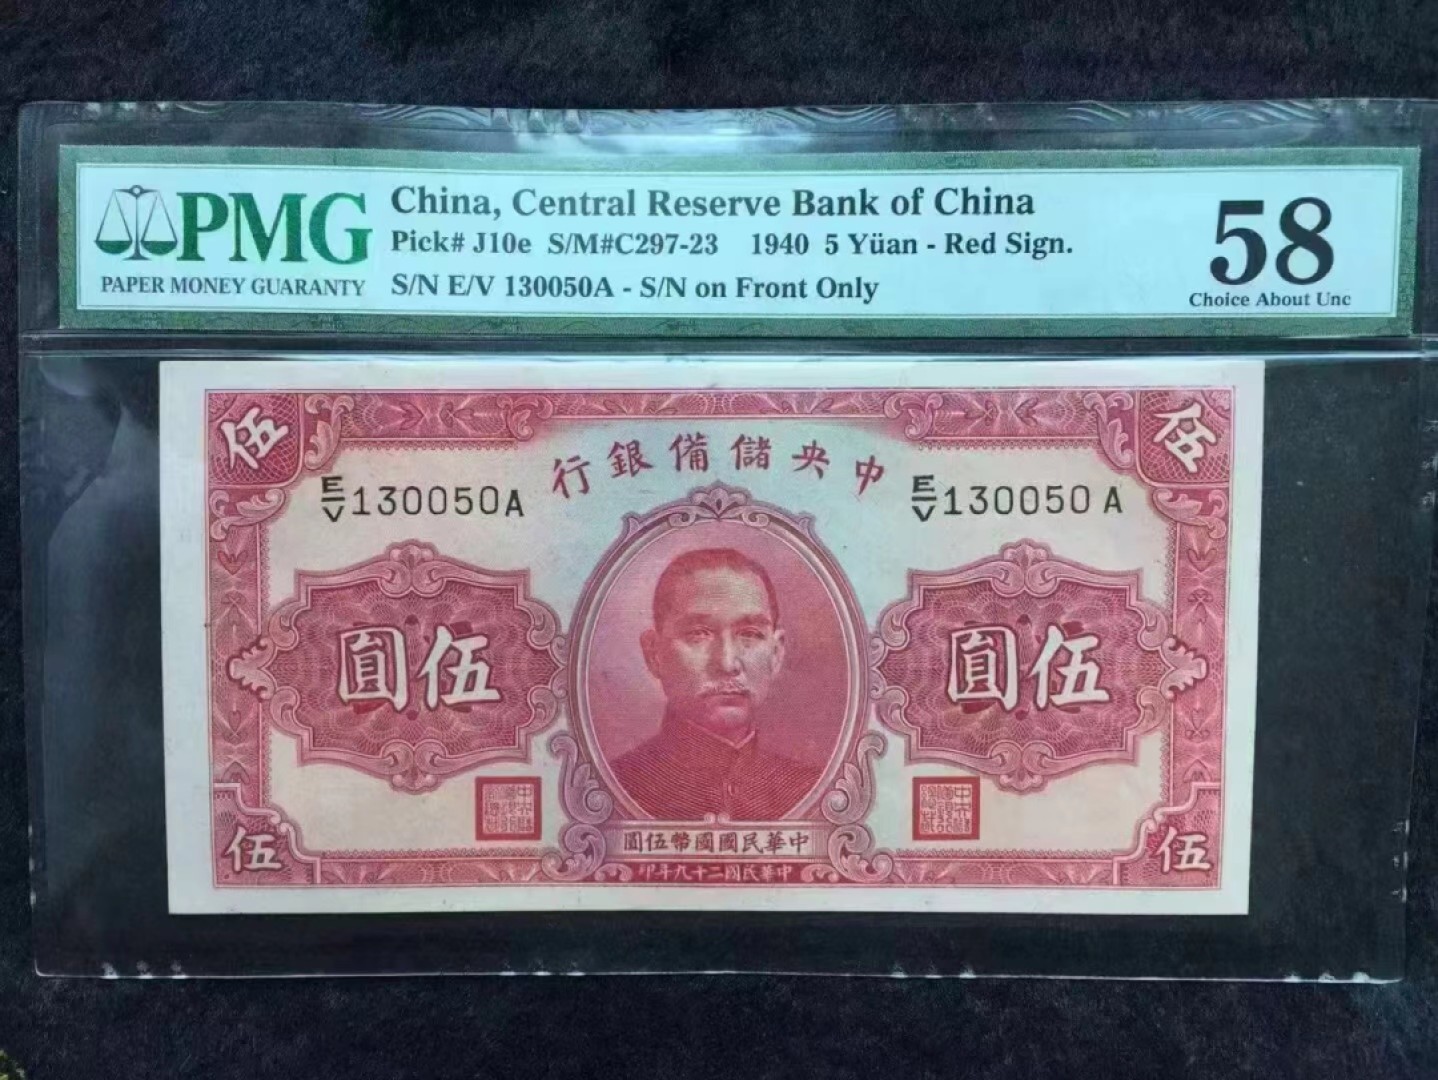 PMG
PAPER MONEY GUARANTY
China, Central Reserve Bank of China
Pick# J10e S/M#C297-23 1940 5 Yüan - Red Sign.
S/N E/V 130050A - S/N on Front Only
58
Choice About Unc
伍
伍
行銀備儲央中
E/V 130050A
E/V 130050A
圓伍
圓伍
圓伍幣國國民華中
印年九十二國民華中
伍
伍